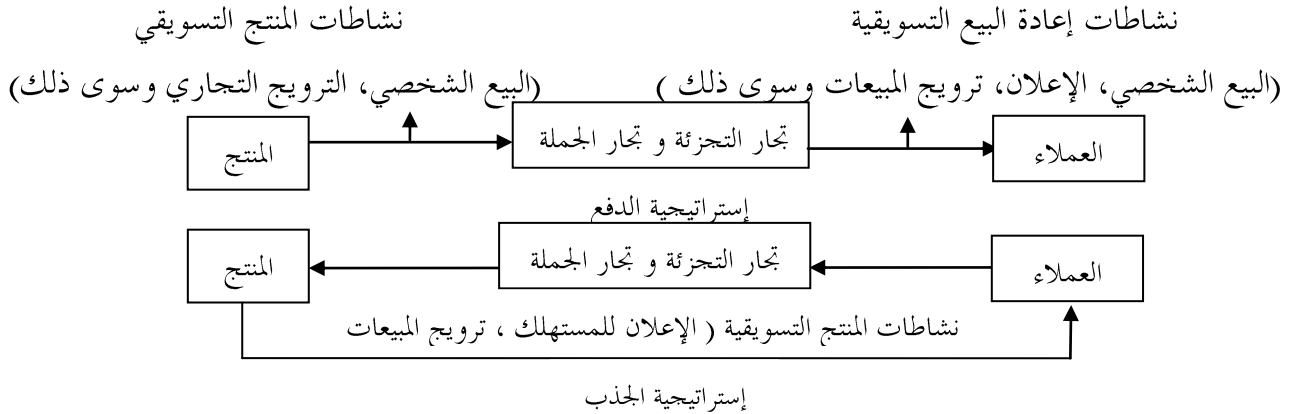 نشاطات إعادة البيع التسويقية
نشاطات المنتج التسويقي
(البيع الشخصي، الإعلان، ترويج المبيعات وسوى ذلك )
(البيع الشخصي، الترويج التجاري وسوى ذلك)
المنتج
تجار التجزئة و تجار الجملة
العملاء
إستراتيجية الدفع
المنتج
تجار التجزئة و تجار الجملة
العملاء
نشاطات المنتج التسويقية ( الإعلان للمستهلك ، ترويج المبيعات
إستراتيجية الجذب